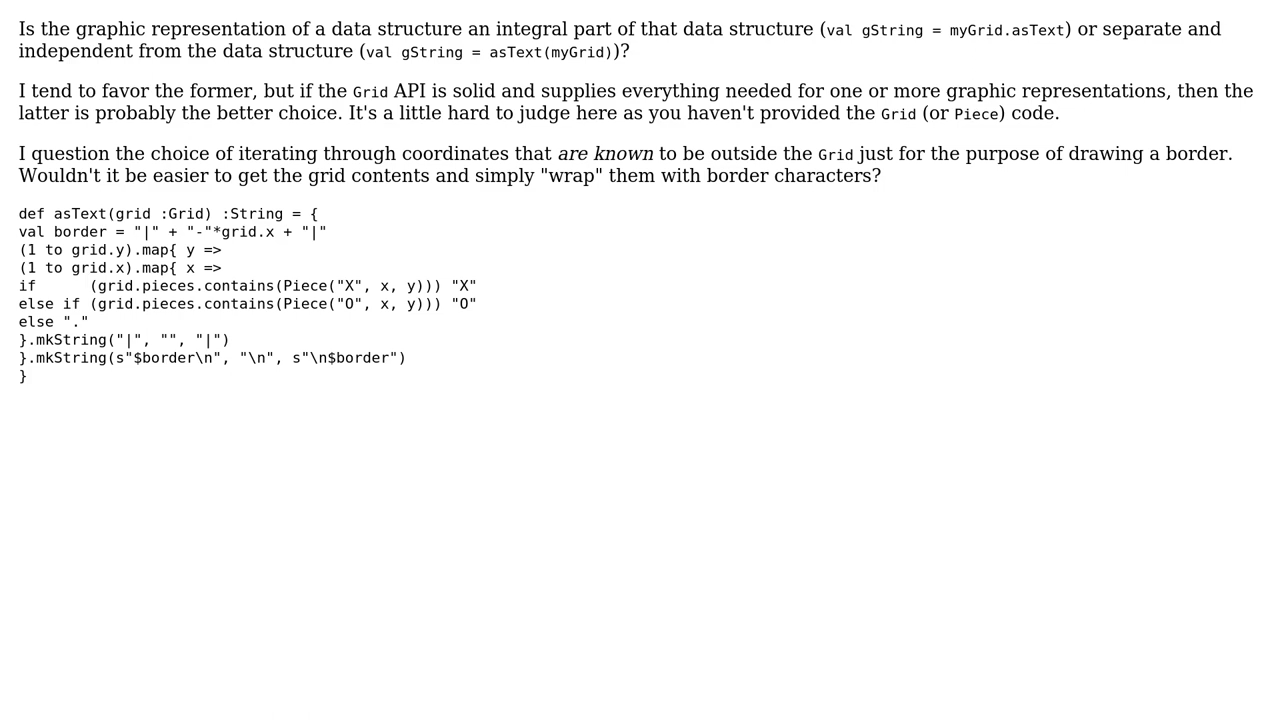 Is the graphic representation of a data structure an integral part of that data structure (val gString = myGrid.asText) or separate and
independent from the data structure (val gString = asText(myGrid))?
I tend to favor the former, but if the Grid API is solid and supplies everything needed for one or more graphic representations, then the
latter is probably the better choice. It's a little hard to judge here as you haven't provided the Grid (or Piece) code.
I question the choice of iterating through coordinates that are known to be outside the Grid just for the purpose of drawing a border.
Wouldn't it be easier to get the grid contents and simply "wrap" them with border characters?
def asText(grid :Grid) :String = {
val border = "|" + "-"*grid.x + "|"
(1 to grid.y).map{ y =>
(1 to grid.x).map{ x =>
if      (grid.pieces.contains(Piece("X", x, y))) "X"
else if (grid.pieces.contains(Piece("O", x, y))) "O"
else "."
}.mkString("|", "", "|")
}.mkString(s"$border\n", "\n", s"\n$border")
}